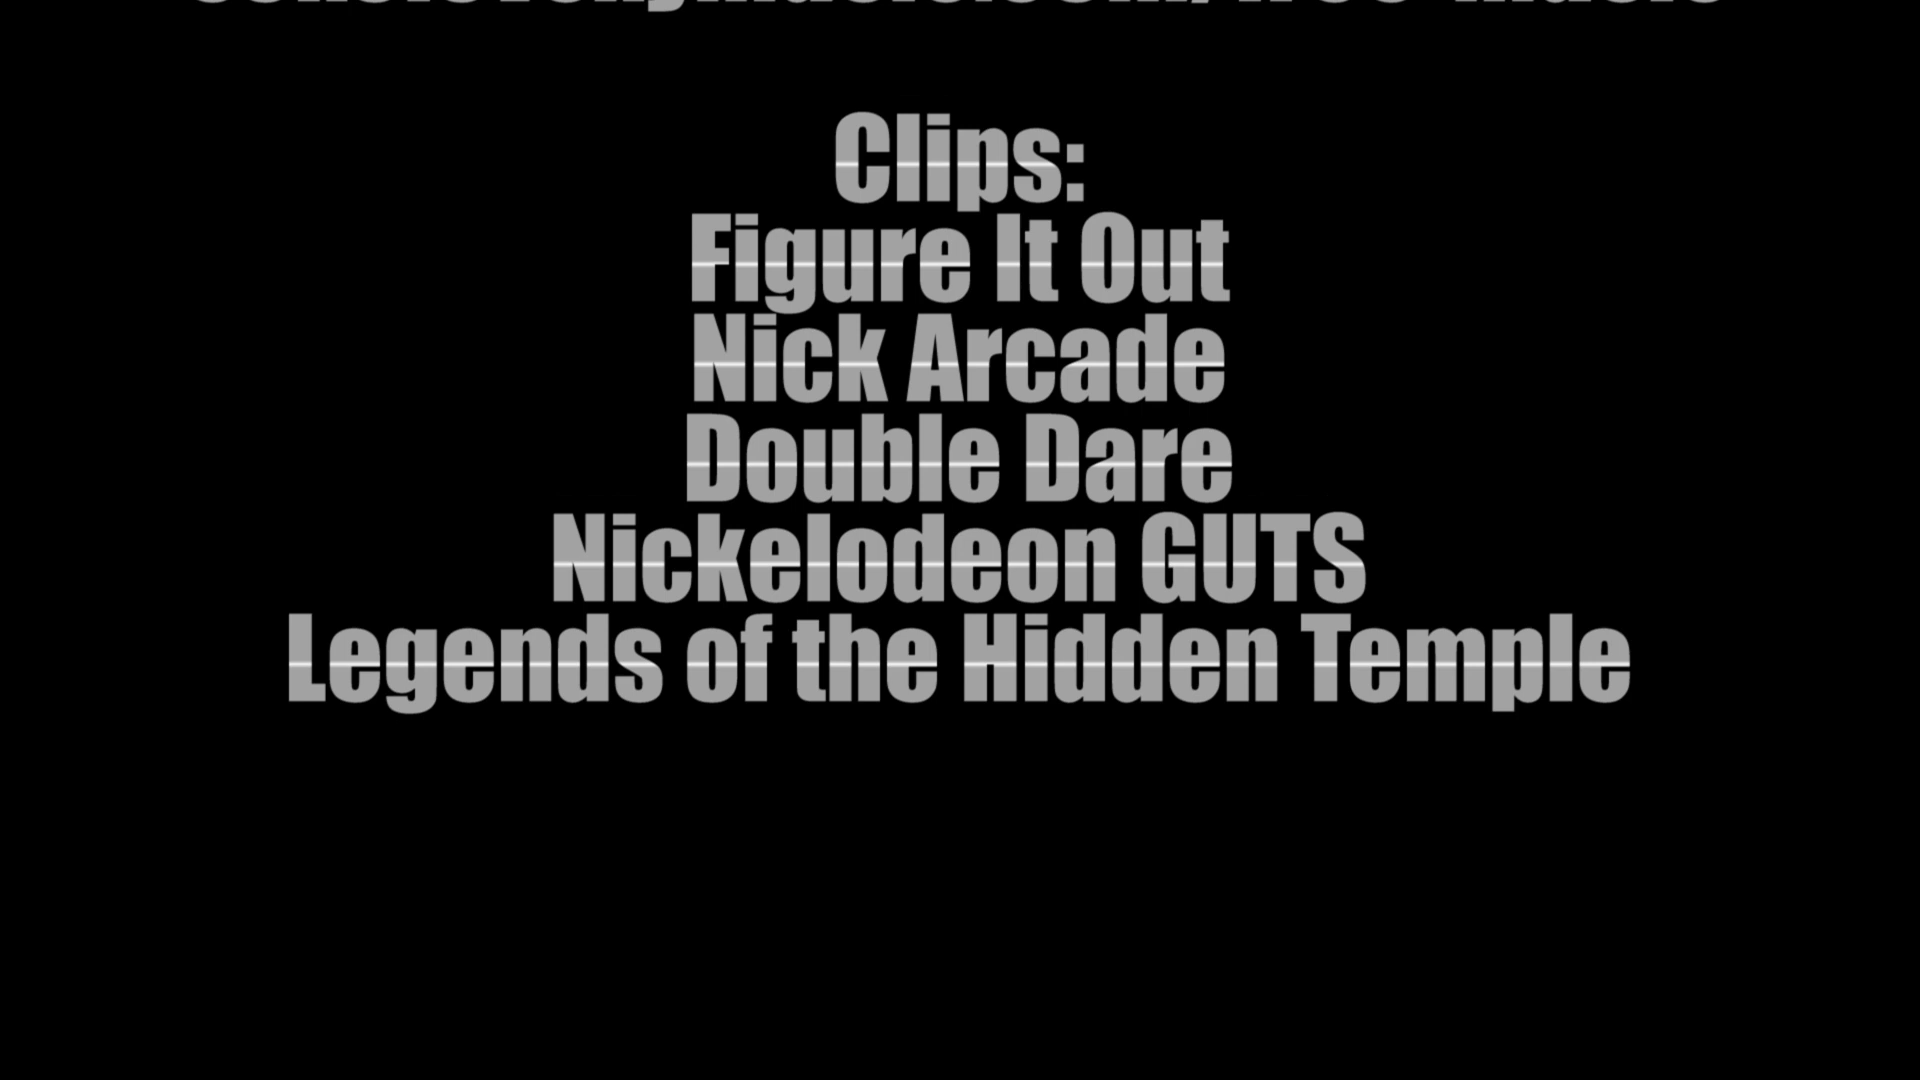 Clips:
Figure It Out
Nick Arcade
Double Dare
Nickelodeon GUTS
Legends of the Hidden Temple